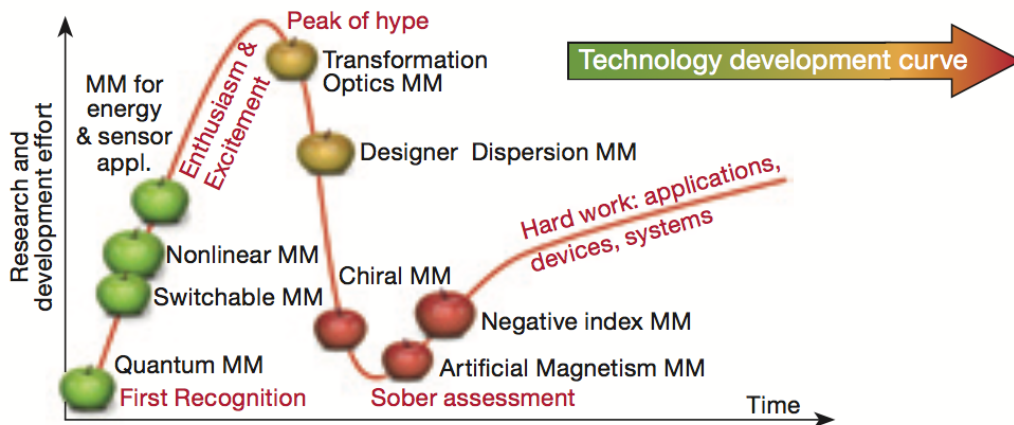 Peak of hype
Technology development curve
Transformation
Optics MM
MM for
energy
& sensor
appl.
Enthusiasm &
Excitement
Designer Dispersion MM
Research and
development effort
Hard work: applications,
devices, systems
Nonlinear MM
Switchable MM
Chiral MM
Negative index MM
Quantum MM
Artificial Magnetism MM
First Recognition
Sober assessment
Time